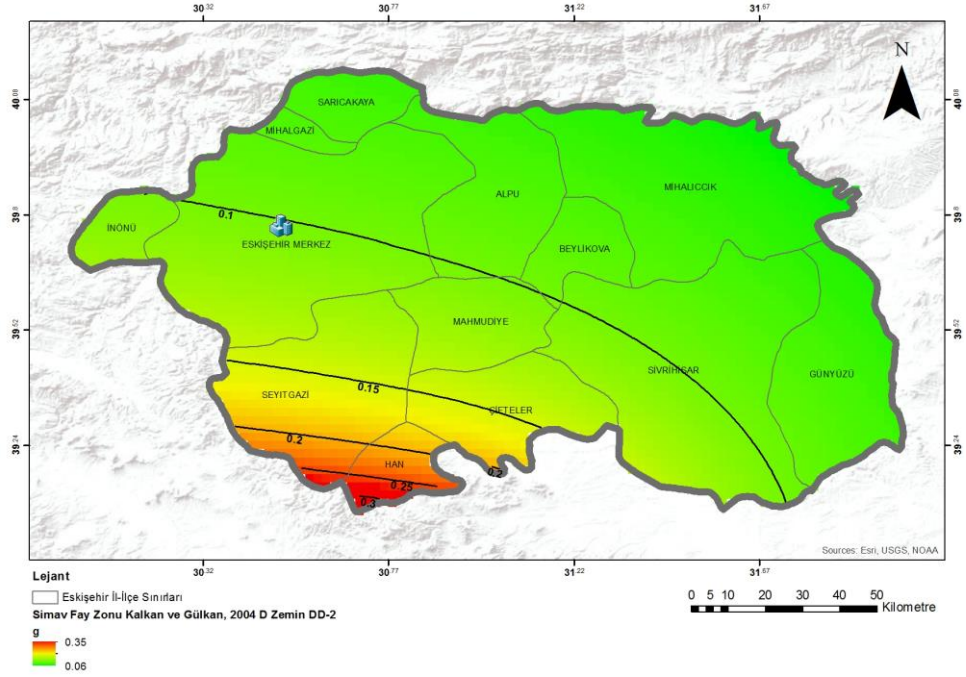 30.32 30.77 31.22 31.67
N
40.08 40.08
SARICAKAYA
MİHALGAZİ
ALPU
MİHALICCIK
39.8 39.8
0.1
İNÖNÜ
ESKİŞEHİR MERKEZ
BEYLİKOVA
39.52 39.52
MAHMUDİYE
SİVRİHİSAR
GÜNYÜZÜ
0.15
SEYİTGAZİ
ÇİFTELER
39.24 39.24
0.2
HAN
0.2
0.25
0.3
Sources: Esri, USGS, NOAA
30.32 30.77 31.22 31.67
Lejant
Eskişehir İl-İlçe Sınırları
Simav Fay Zonu Kalkan ve Gülkan, 2004 D Zemin DD-2
g
0.35
0.06
0 5 10 20 30 40 50
Kilometre